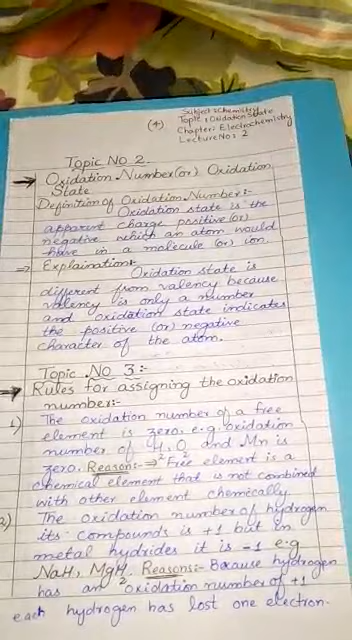 (4)
Subject: Chemistry
Topic: Oxidation State
Chapter: Electrochemistry
Lecture No: 2
Topic No 2
→ Oxidation Number (or) Oxidation
State
Definition of Oxidation Number:-
Oxidation state is the
apparent charge positive (or)
negative which an atom would
have in a molecule (or) ion.
⇒ Explaination:-
Oxidation state is
different from valency because
valency is only a number
and oxidation state indicates
the positive (or) negative
character of the atom.
Topic NO 3:-
→ Rules for assigning the oxidation
number:-
1) The oxidation number of a free
element is zero. e.g. oxidation
number of H₂, O₂ and Mn is
zero. Reason:-⇒ Free element is a
chemical element that is not combined
with other element chemically
2) The oxidation number of hydrogen
its compounds is +1 but in
metal hydrides it is -1 e.g
NaH, MgH₂. Reasons:- Because hydrogen
has an oxidation number of +1
each hydrogen has lost one electron.